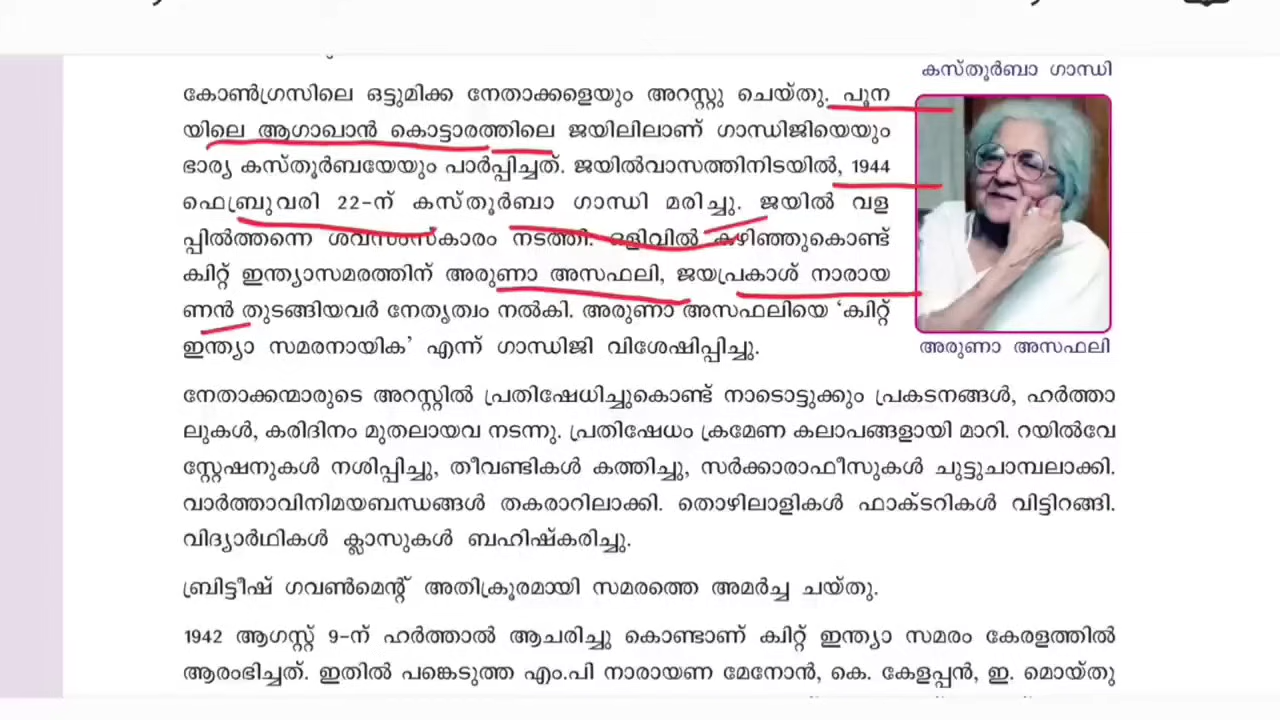 കസ്തൂർബാ ഗാന്ധി
കോൺഗ്രസിലെ ഒട്ടുമിക്ക നേതാക്കളെയും അറസ്റ്റു ചെയ്തു. പൂന
യിലെ ആഗാഖാൻ കൊട്ടാരത്തിലെ ജയിലിലാണ് ഗാന്ധിജിയെയും
ഭാര്യ കസ്തൂർബയേയും പാർപ്പിച്ചത്. ജയിൽവാസത്തിനിടയിൽ, 1944
ഫെബ്രുവരി 22-ന് കസ്തൂർബാ ഗാന്ധി മരിച്ചു. ജയിൽ വള
പ്പിൽത്തന്നെ ശവസംസ്കാരം നടത്തി. ഒളിവിൽ കഴിഞ്ഞുകൊണ്ട്
ക്വിറ്റ് ഇന്ത്യാസമരത്തിന് അരുണാ അസഫലി, ജയപ്രകാശ് നാരായ
ണൻ തുടങ്ങിയവർ നേതൃത്വം നൽകി. അരുണാ അസഫലിയെ ‘ക്വിറ്റ്
ഇന്ത്യാ സമരനായിക’ എന്ന് ഗാന്ധിജി വിശേഷിപ്പിച്ചു.
അരുണാ അസഫലി
നേതാക്കന്മാരുടെ അറസ്റ്റിൽ പ്രതിഷേധിച്ചുകൊണ്ട് നാടൊട്ടുക്കും പ്രകടനങ്ങൾ, ഹർത്താ
ലുകൾ, കരിദിനം മുതലായവ നടന്നു. പ്രതിഷേധം ക്രമേണ കലാപങ്ങളായി മാറി. റയിൽവേ
സ്റ്റേഷനുകൾ നശിപ്പിച്ചു, തീവണ്ടികൾ കത്തിച്ചു, സർക്കാരാഫീസുകൾ ചുട്ടുചാമ്പലാക്കി.
വാർത്താവിനിമയബന്ധങ്ങൾ തകരാറിലാക്കി. തൊഴിലാളികൾ ഫാക്ടറികൾ വിട്ടിറങ്ങി.
വിദ്യാർഥികൾ ക്ലാസുകൾ ബഹിഷ്കരിച്ചു.
ബ്രിട്ടീഷ് ഗവൺമെന്റ് അതിക്രൂരമായി സമരത്തെ അമർച്ച ചയ്തു.
1942 ആഗസ്റ്റ് 9-ന് ഹർത്താൽ ആചരിച്ചു കൊണ്ടാണ് ക്വിറ്റ് ഇന്ത്യാ സമരം കേരളത്തിൽ
ആരംഭിച്ചത്. ഇതിൽ പങ്കെടുത്ത എം.പി നാരായണ മേനോൻ, കെ. കേളപ്പൻ, ഇ. മൊയ്തു